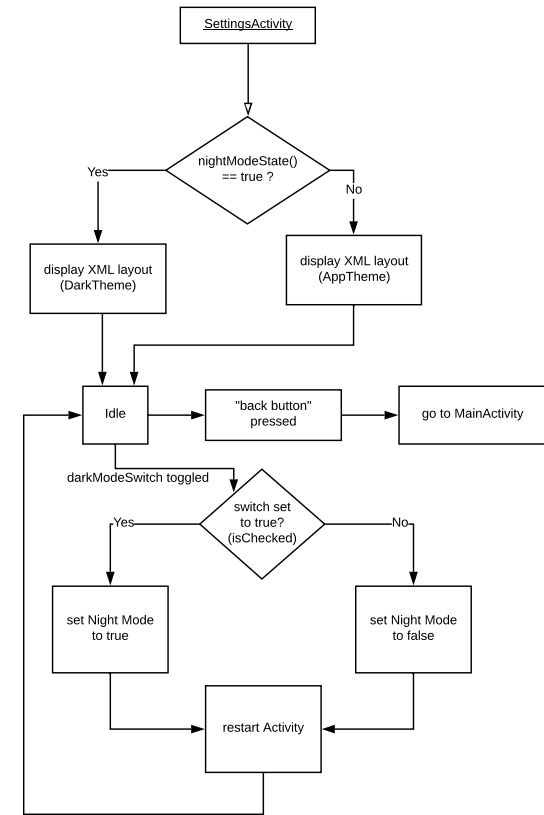 SettingsActivity
nightModeState()
== true ?
Yes
No
display XML layout
(DarkTheme)
display XML layout
(AppTheme)
Idle
"back button"
pressed
go to MainActivity
darkModeSwitch toggled
switch set
to true?
(isChecked)
Yes
No
set Night Mode
to true
set Night Mode
to false
restart Activity